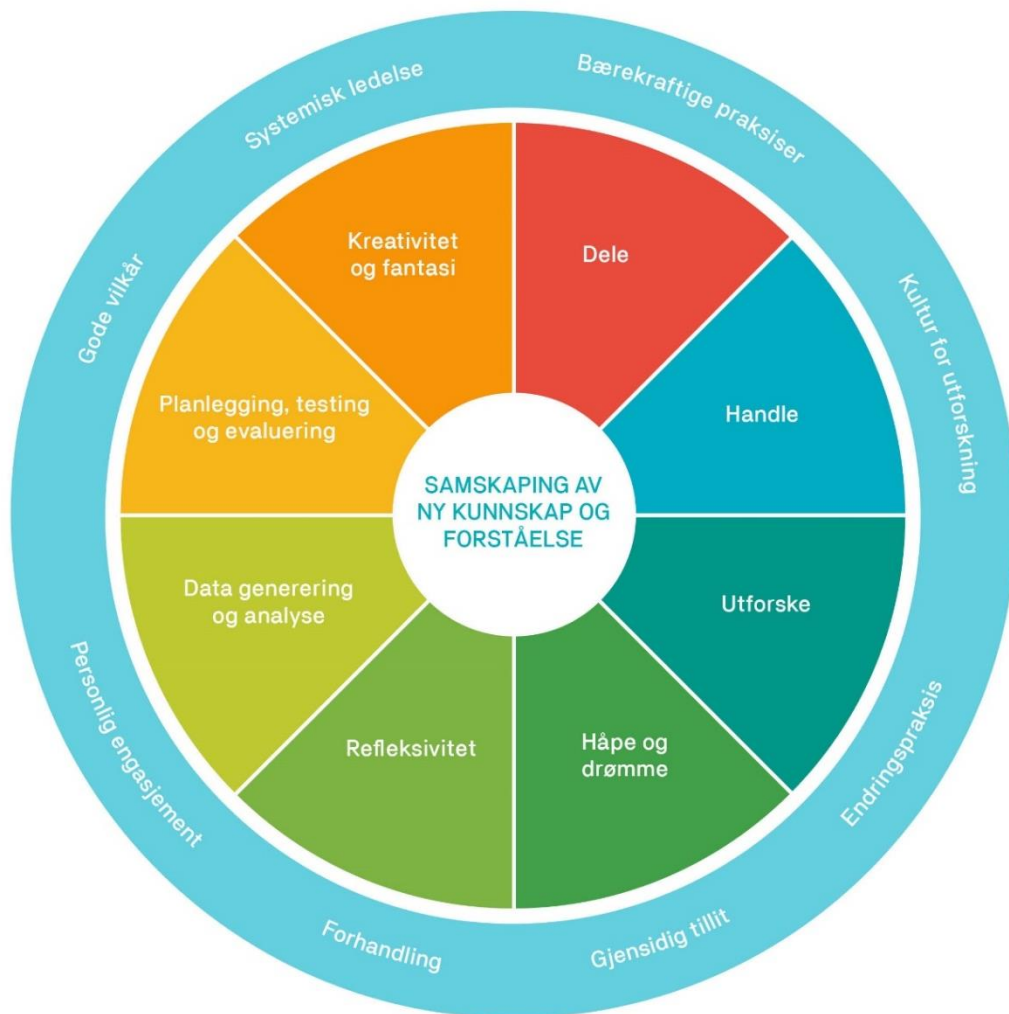 Systemisk ledelse
Bærekraftige praksiser
Kultur for utforskning
Endringspraksis
Gjensidig tillit
Forhandling
Personlig engasjement
Gode vilkår
Kreativitet
og fantasi
Dele
Handle
Utforske
Håpe og
drømme
Refleksivitet
Data generering
og analyse
Planlegging, testing
og evaluering
SAMSKAPING AV
NY KUNNSKAP OG
FORSTÅELSE